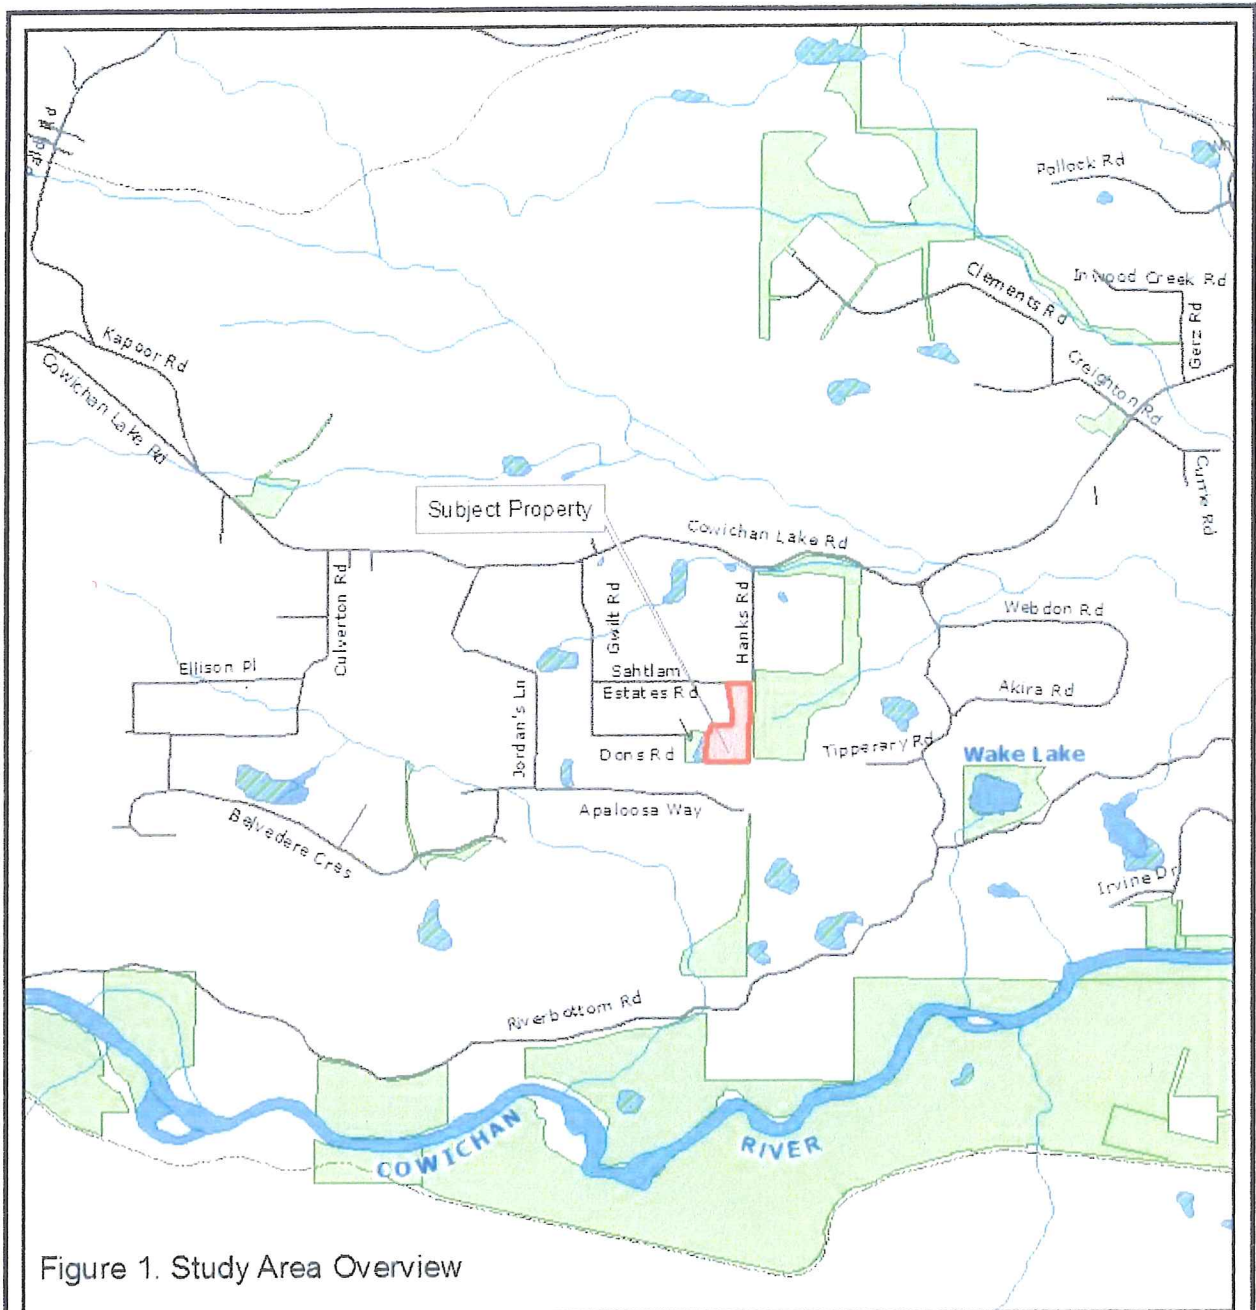 Pollock Rd
Inwood Creek Rd
Clements Rd
Gerz Rd
Kapoor Rd
Cowichan Lake Rd
Creighton Rd
Currie Rd
Subject Property
Cowichan Lake Rd
Culverton Rd
Gwilt Rd
Hanks Rd
Webdon Rd
Ellison Pl
Sahtlam
Estates Rd
Akira Rd
Jordan's Ln
Dons Rd
Tipperary Rd
Wake Lake
Apaloosa Way
Belvedere Cres
Irvine Dr
Riverbottom Rd
COWICHAN
RIVER
Figure 1. Study Area Overview